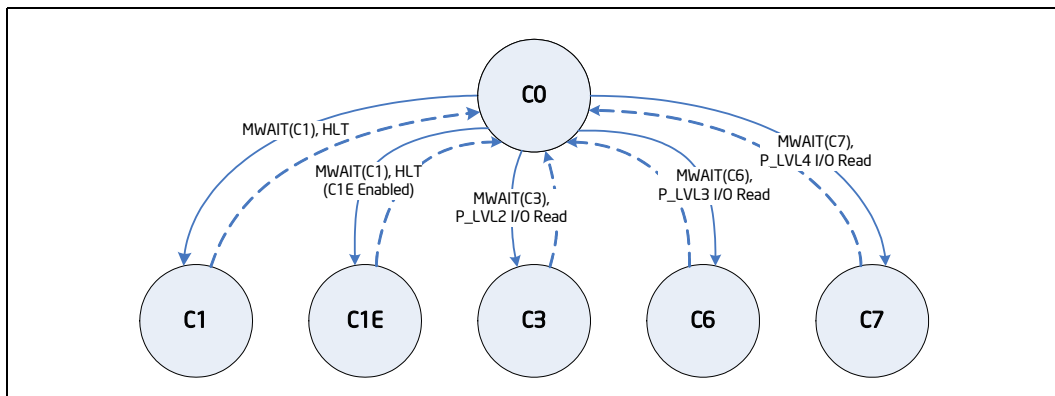 C0
MWAIT(C1), HLT
MWAIT(C1), HLT
(C1E Enabled)
MWAIT(C3),
P_LVL2 I/O Read
MWAIT(C6),
P_LVL3 I/O Read
MWAIT(C7),
P_LVL4 I/O Read
C1
C1E
C3
C6
C7